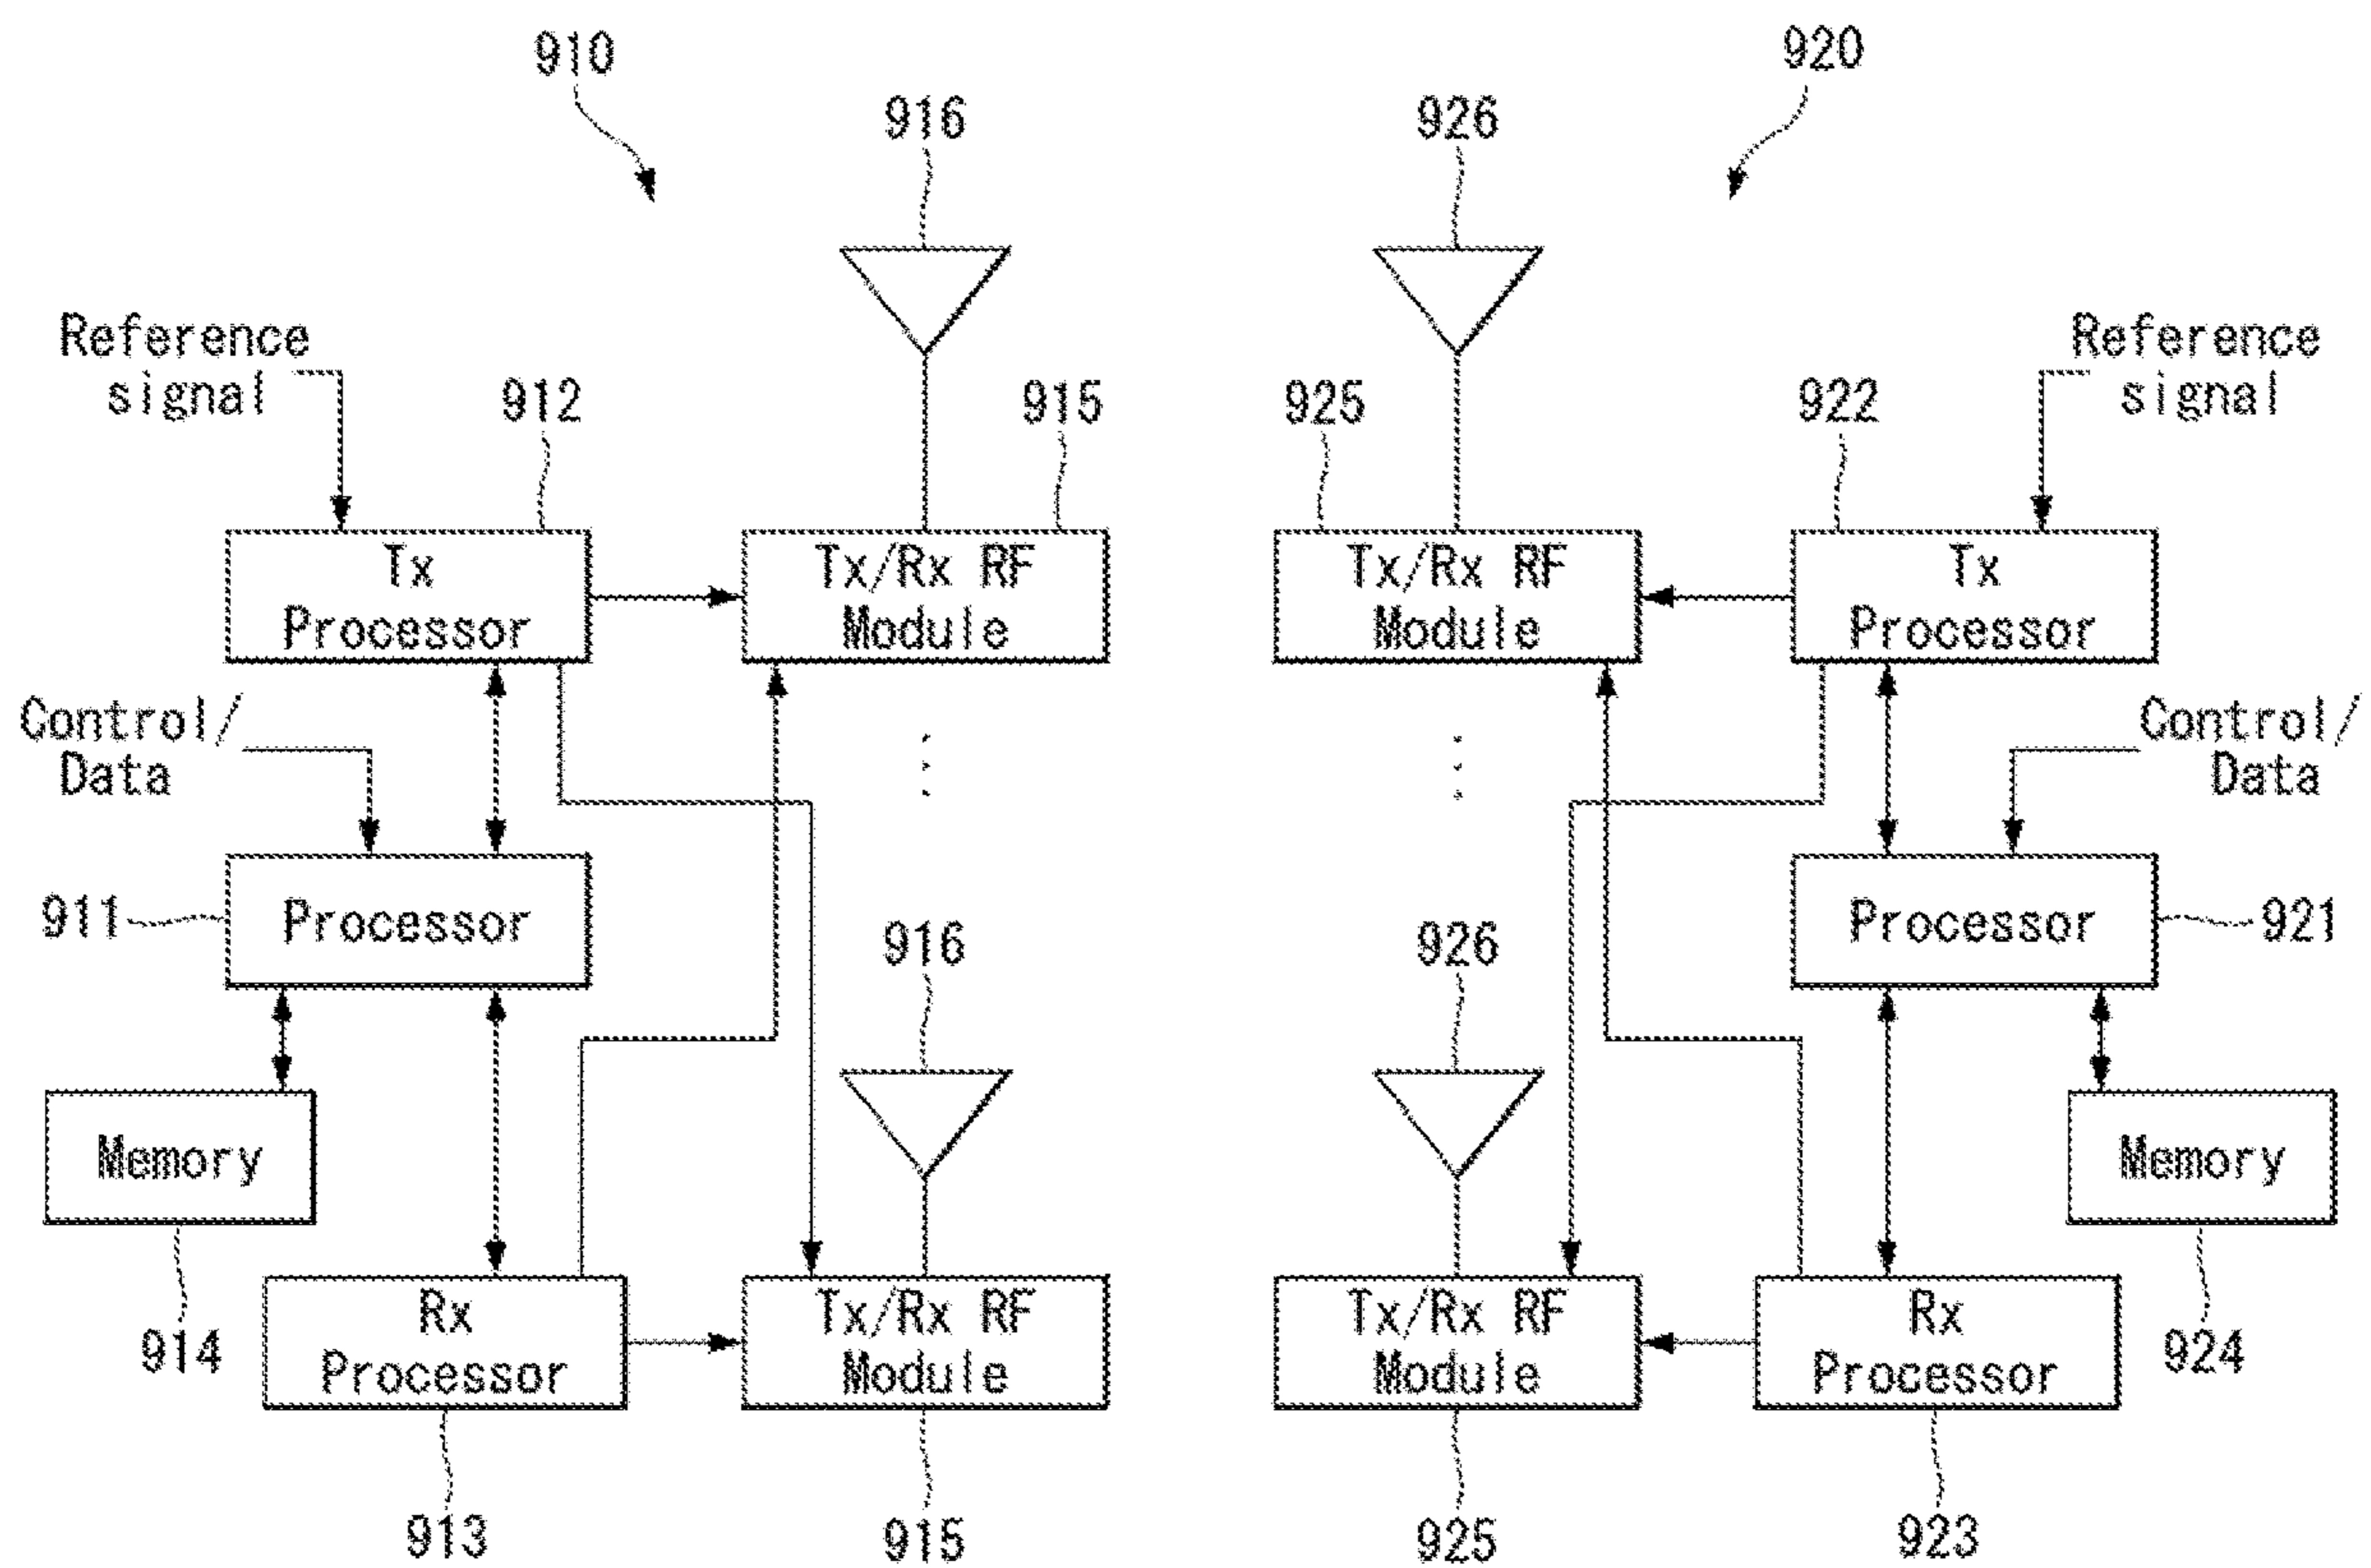 910
920
916
926
Reference
signal
Reference
signal
912
915
925
922
Tx
Processor
Tx/Rx RF
Module
Tx/Rx RF
Module
Tx
Processor
Control/
Data
Control/
Data
911
Processor
916
926
Processor
921
Memory
Memory
914
Rx
Processor
Tx/Rx RF
Module
Tx/Rx RF
Module
Rx
Processor
924
913
915
925
923